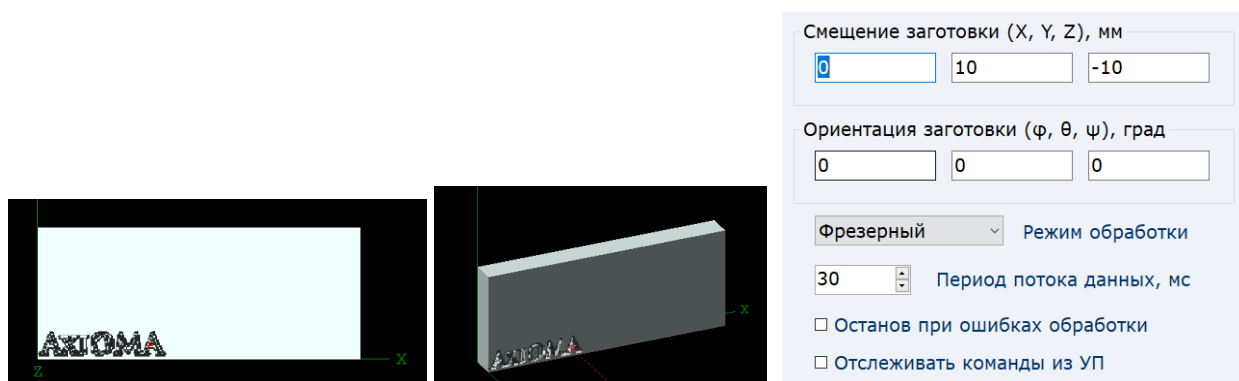 AXIOMA
X
Z
AXIOMA
X
Смещение заготовки (X, Y, Z), мм
0 10 -10
Ориентация заготовки (φ, θ, ψ), град
0 0 0
Фрезерный Режим обработки
30 Период потока данных, мс
Останов при ошибках обработки
Отслеживать команды из УП